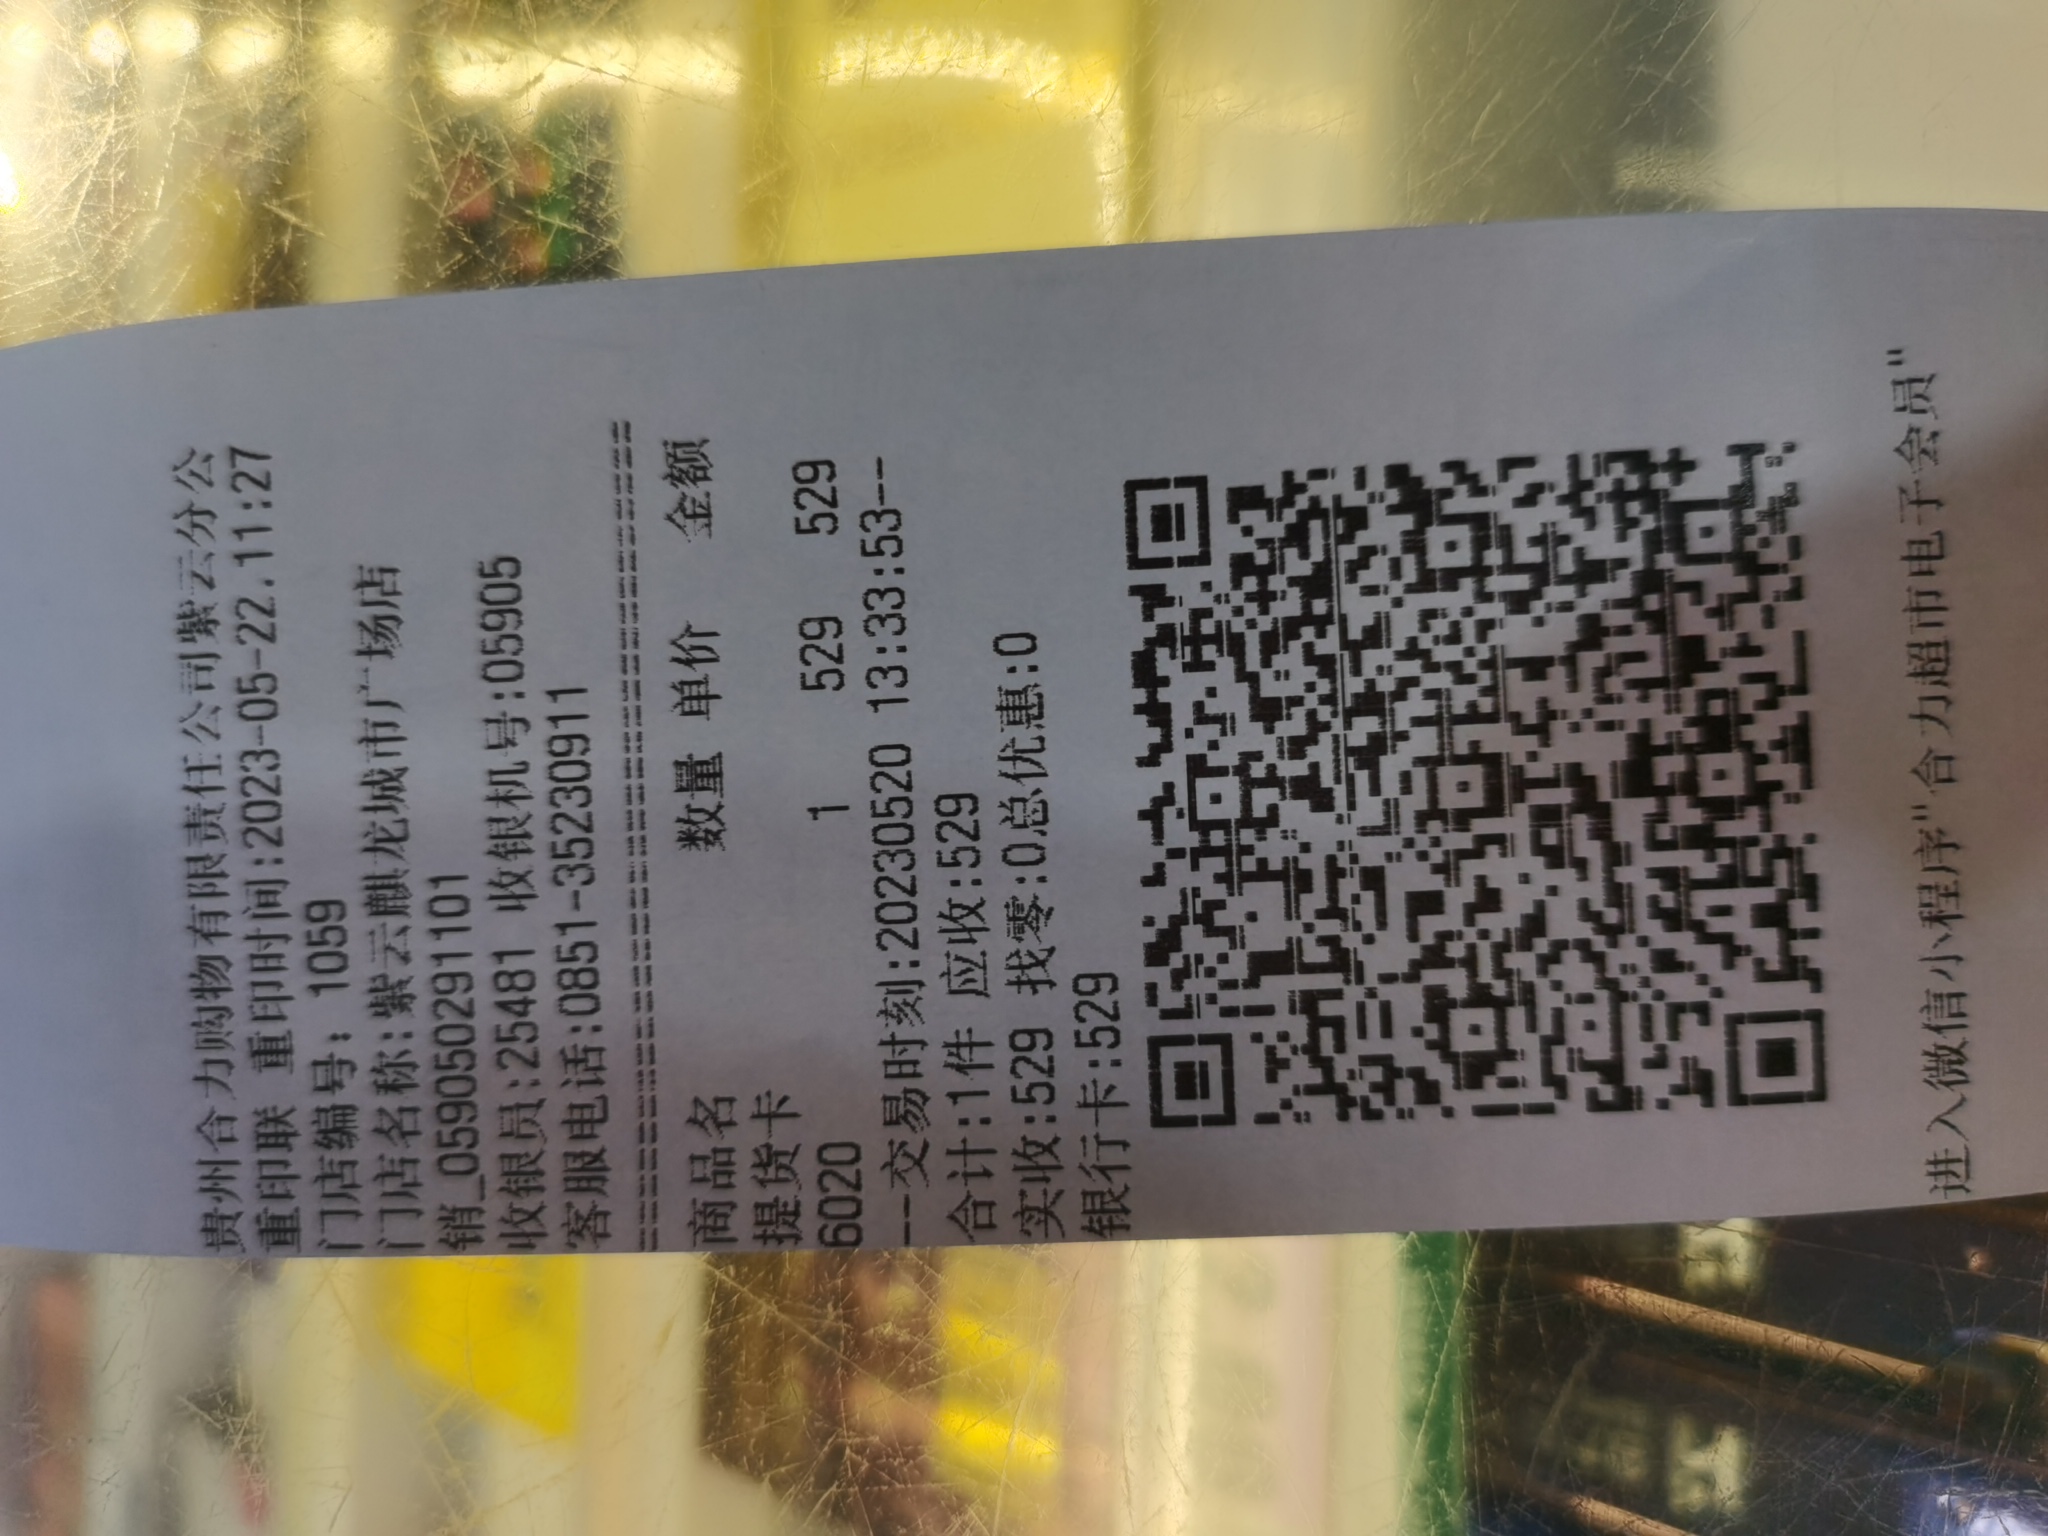 贵州合力购物有限责任公司紫云分公
重印联 重印时间:2023-05-22.11:27
门店编号: 1059
门店名称:紫云麒龙城市广场店
销_0590502911101
收银员:25481 收银机号:059905
客服电话:0851-35230911
================================
商品名 数量 单价 金额
提货卡
6020 1 529 529
--交易时刻:20230520 13:33:53--
合计:1件 应收:529
实收:529 找零:0总优惠:0
银行卡:529
进入微信小程序"合力超市电子会员"